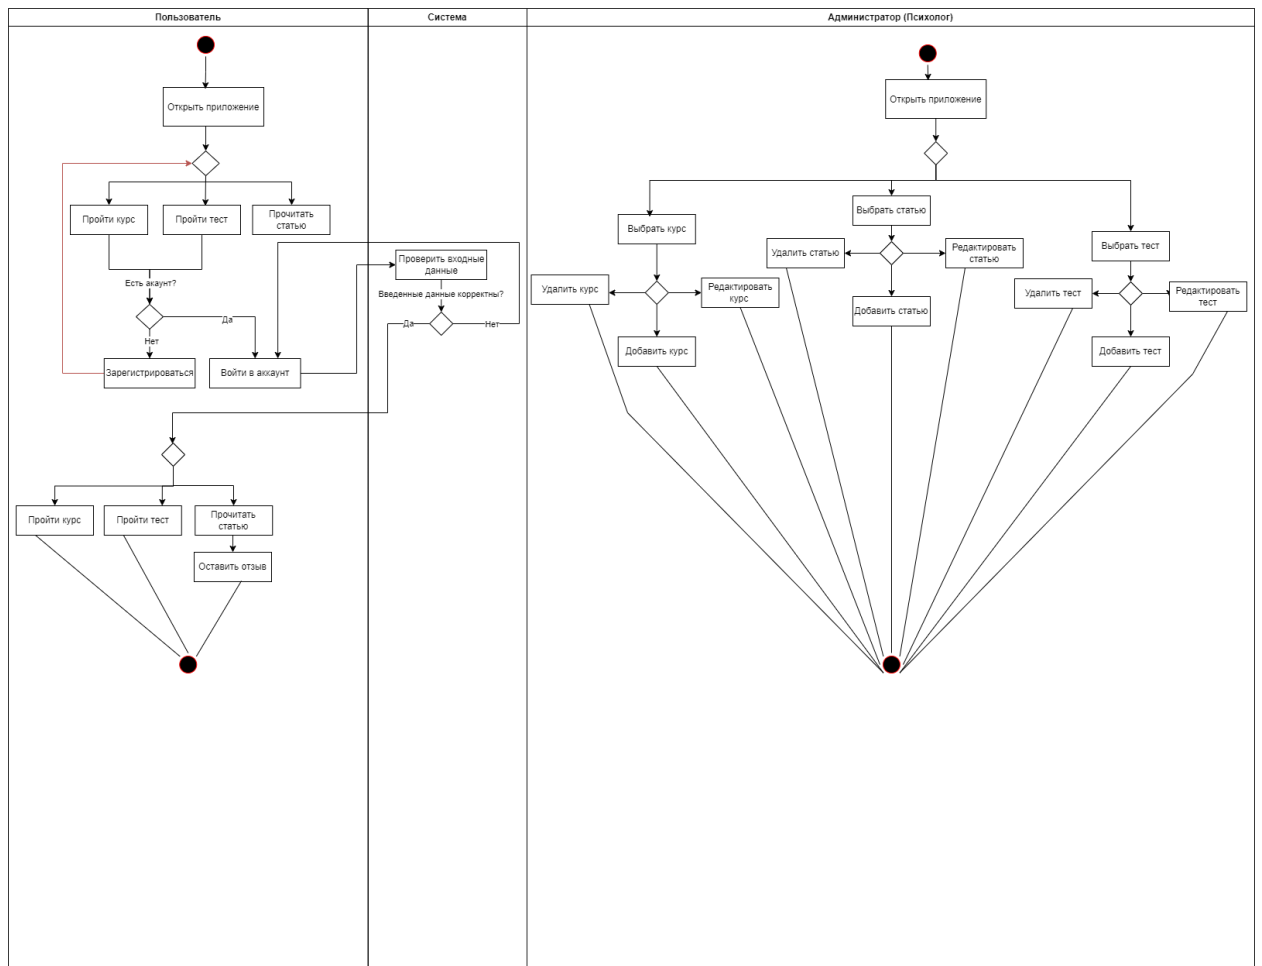 Пользователь
Система
Администратор (Психолог)
Открыть приложение
Пройти курс
Пройти тест
Прочитать
статью
Есть акаунт?
Да
Нет
Зарегистрироваться
Войти в аккаунт
Проверить входные
данные
Введенные данные корректны?
Да
Нет
Пройти курс
Пройти тест
Прочитать
статью
Оставить отзыв
Открыть приложение
Выбрать курс
Удалить курс
Редактировать
курс
Добавить курс
Выбрать статью
Удалить статью
Редактировать
статью
Добавить статью
Выбрать тест
Удалить тест
Редактировать
тест
Добавить тест